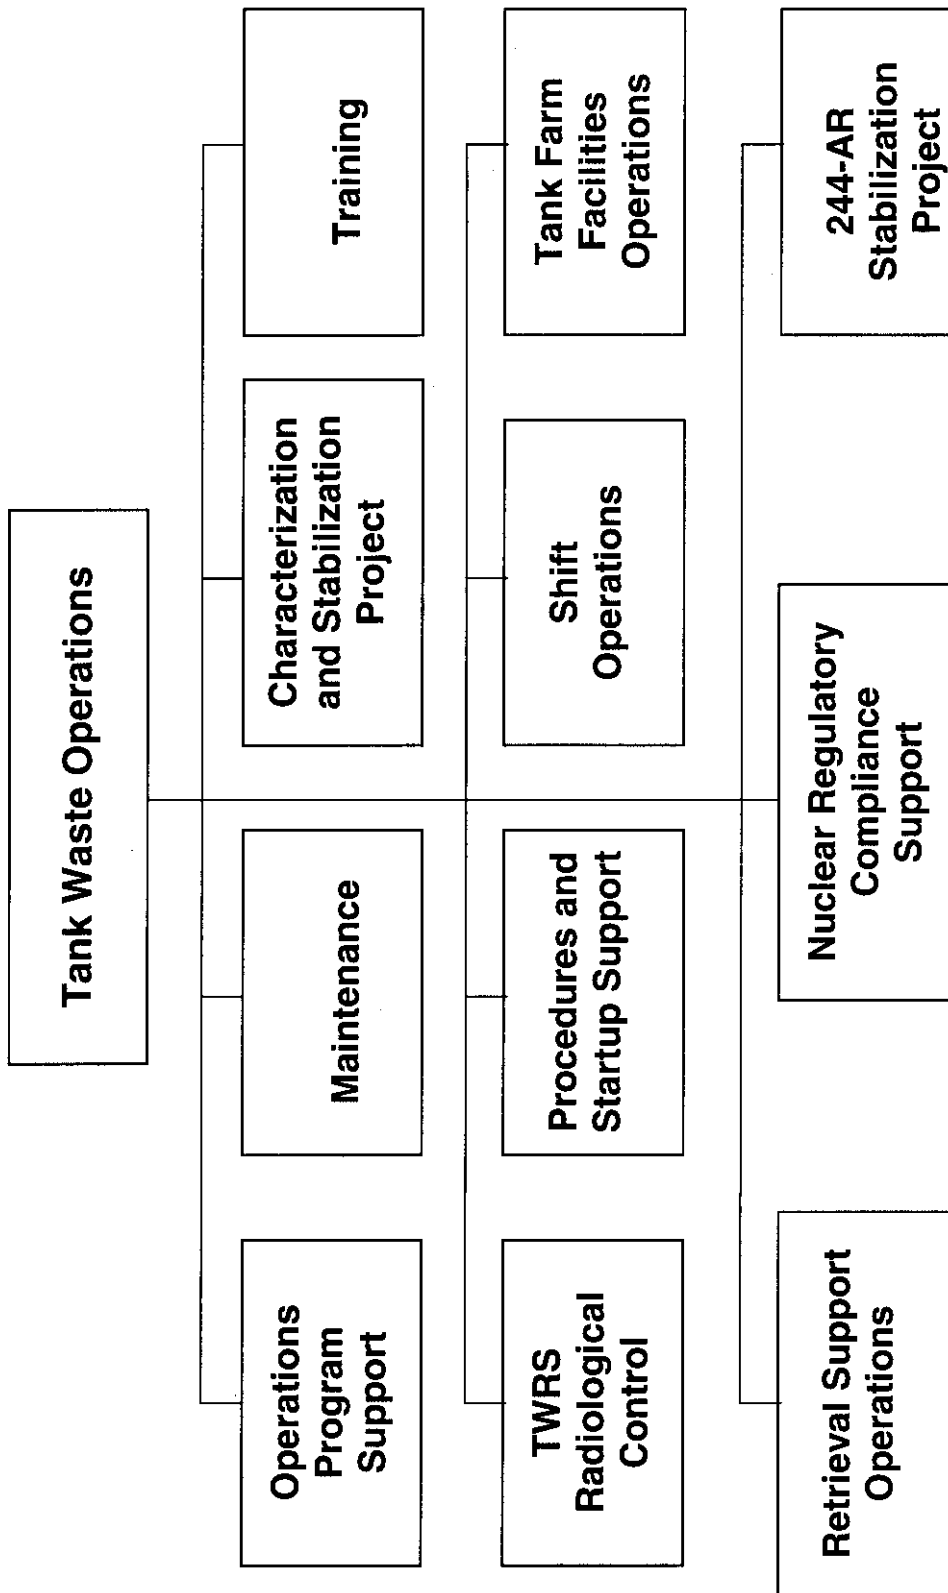 Tank Waste Operations
Operations
Program
Support
Maintenance
Characterization
and Stabilization
Project
Training
TWRS
Radiological
Control
Procedures and
Startup Support
Shift
Operations
Tank Farm
Facilities
Operations
Retrieval Support
Operations
Nuclear Regulatory
Compliance
Support
244-AR
Stabilization
Project